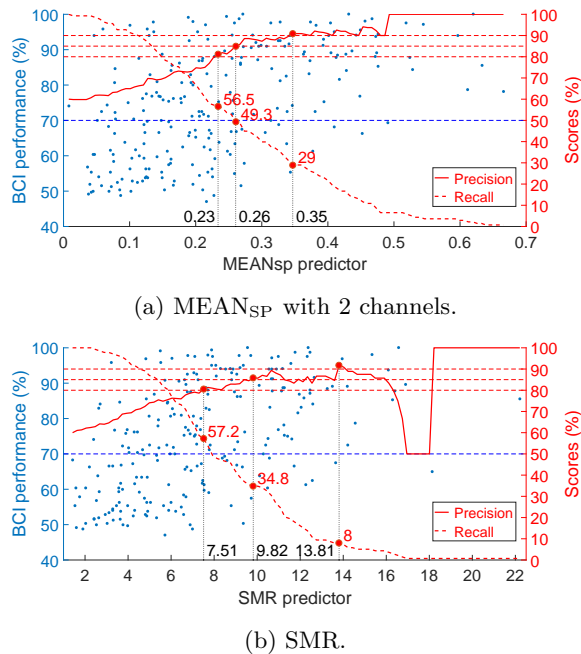 100
90
80
70
60
50
40
BCI performance (%)
56.5
49.3
29
0.23 0.26 0.35
Precision
Recall
100
90
80
70
60
50
40
30
20
10
0
Scores (%)
0 0.1 0.2 0.3 0.4 0.5 0.6 0.7
MEANsp predictor
(a) MEANSP with 2 channels.
100
90
80
70
60
50
40
BCI performance (%)
57.2
34.8
8
7.51 9.82 13.81
Precision
Recall
100
90
80
70
60
50
40
30
20
10
0
Scores (%)
2 4 6 8 10 12 14 16 18 20 22
SMR predictor
(b) SMR.